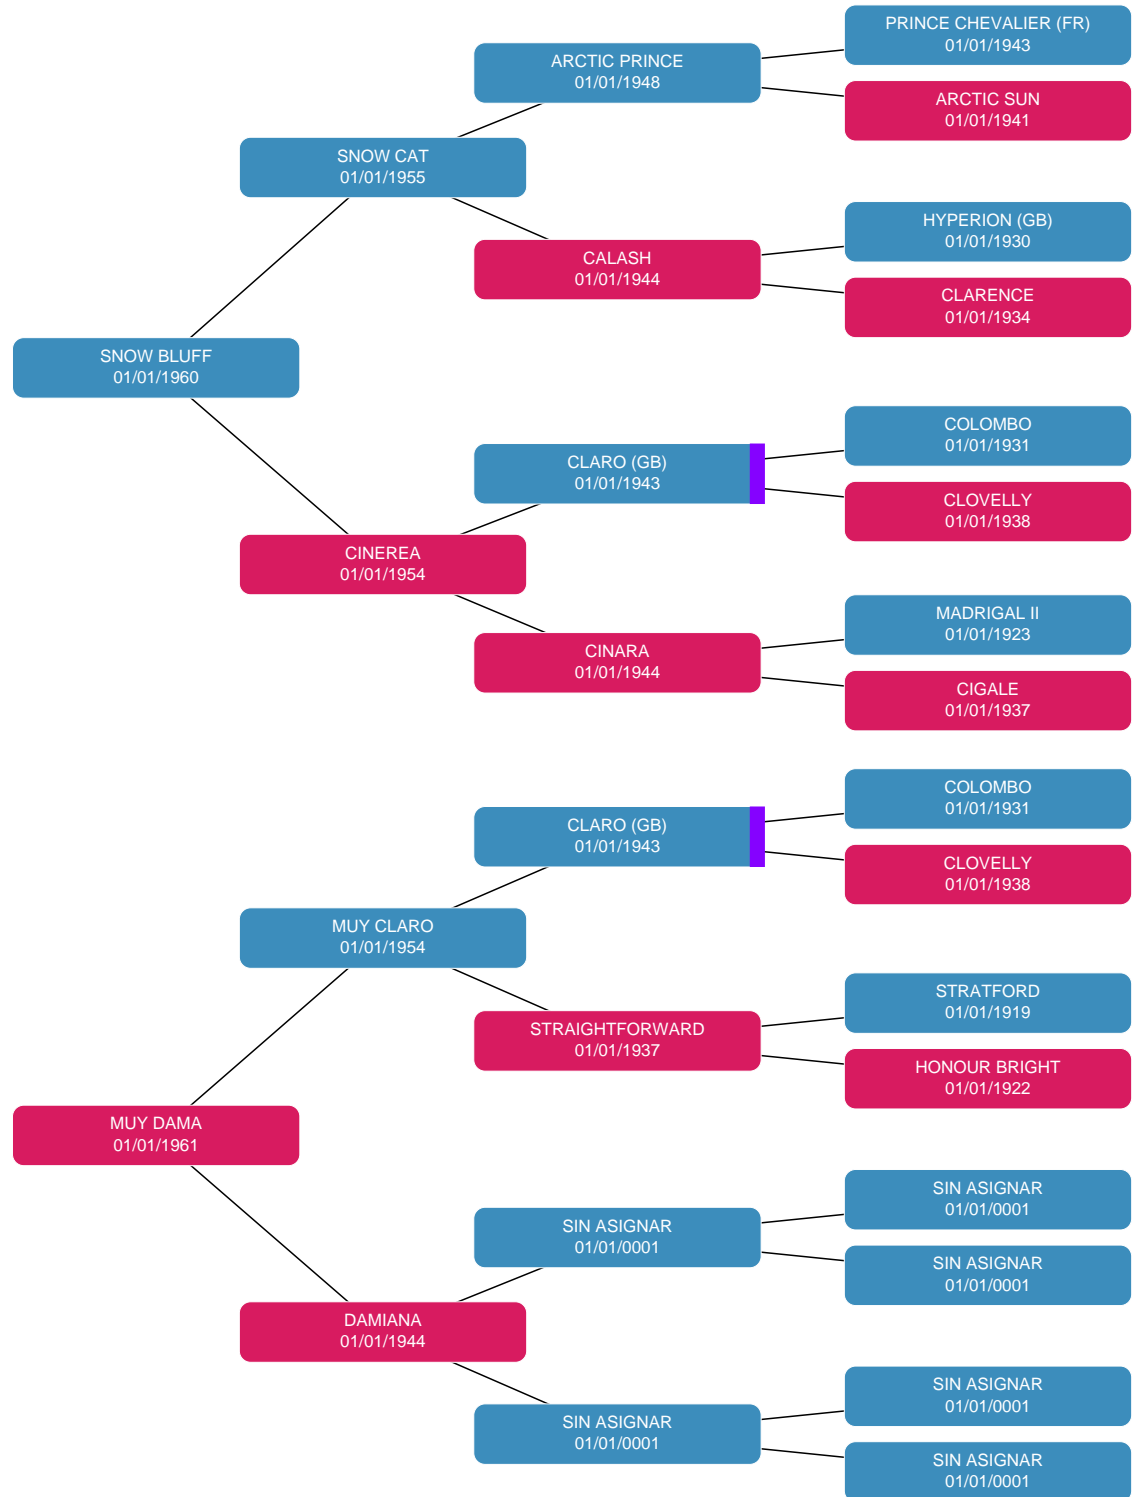 PRINCE CHEVALIER (FR)
01/01/1943
ARCTIC PRINCE
01/01/1948
ARCTIC SUN
01/01/1941
SNOW CAT
01/01/1955
HYPERION (GB)
01/01/1930
CALASH
01/01/1944
CLARENCE
01/01/1934
SNOW BLUFF
01/01/1960
COLOMBO
01/01/1931
CLARO (GB)
01/01/1943
CLOVELLY
01/01/1938
CINEREA
01/01/1954
MADRIGAL II
01/01/1923
CINARA
01/01/1944
CIGALE
01/01/1937
COLOMBO
01/01/1931
CLARO (GB)
01/01/1943
CLOVELLY
01/01/1938
MUY CLARO
01/01/1954
STRATFORD
01/01/1919
STRAIGHTFORWARD
01/01/1937
HONOUR BRIGHT
01/01/1922
MUY DAMA
01/01/1961
SIN ASIGNAR
01/01/0001
SIN ASIGNAR
01/01/0001
SIN ASIGNAR
01/01/0001
DAMIANA
01/01/1944
SIN ASIGNAR
01/01/0001
SIN ASIGNAR
01/01/0001
SIN ASIGNAR
01/01/0001